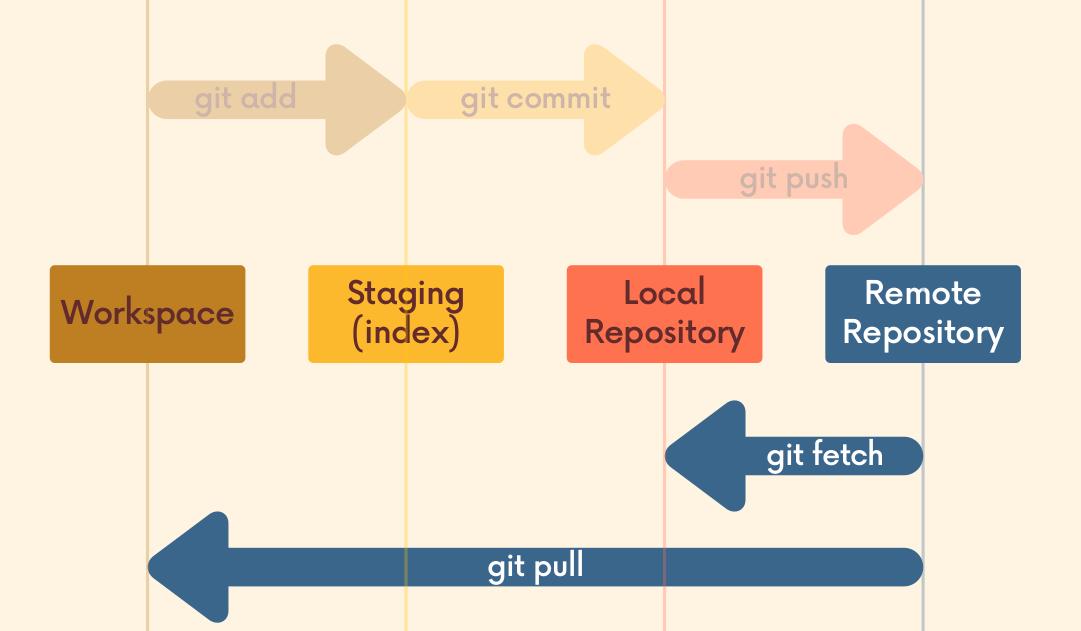 git add
git commit
git push
Workspace
Staging
(index)
Local
Repository
Remote
Repository
git fetch
git pull